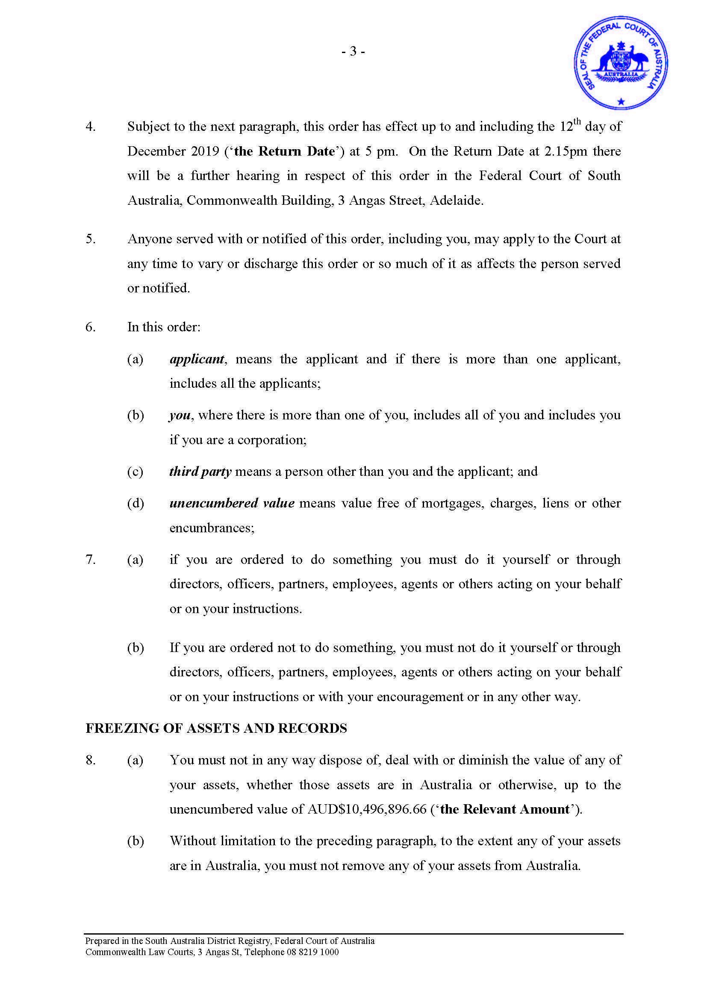 - 3 -
SEAL OF THE FEDERAL COURT OF AUSTRALIA
AUSTRALIA
4. Subject to the next paragraph, this order has effect up to and including the 12th day of
December 2019 (‘the Return Date’) at 5 pm. On the Return Date at 2.15pm there
will be a further hearing in respect of this order in the Federal Court of South
Australia, Commonwealth Building, 3 Angas Street, Adelaide.
5. Anyone served with or notified of this order, including you, may apply to the Court at
any time to vary or discharge this order or so much of it as affects the person served
or notified.
6. In this order:
(a) applicant, means the applicant and if there is more than one applicant,
includes all the applicants;
(b) you, where there is more than one of you, includes all of you and includes you
if you are a corporation;
(c) third party means a person other than you and the applicant; and
(d) unencumbered value means value free of mortgages, charges, liens or other
encumbrances;
7. (a) if you are ordered to do something you must do it yourself or through
directors, officers, partners, employees, agents or others acting on your behalf
or on your instructions.
(b) If you are ordered not to do something, you must not do it yourself or through
directors, officers, partners, employees, agents or others acting on your behalf
or on your instructions or with your encouragement or in any other way.
FREEZING OF ASSETS AND RECORDS
8. (a) You must not in any way dispose of, deal with or diminish the value of any of
your assets, whether those assets are in Australia or otherwise, up to the
unencumbered value of AUD$10,496,896.66 (‘the Relevant Amount’).
(b) Without limitation to the preceding paragraph, to the extent any of your assets
are in Australia, you must not remove any of your assets from Australia.
Prepared in the South Australia District Registry, Federal Court of Australia
Commonwealth Law Courts, 3 Angas St, Telephone 08 8219 1000